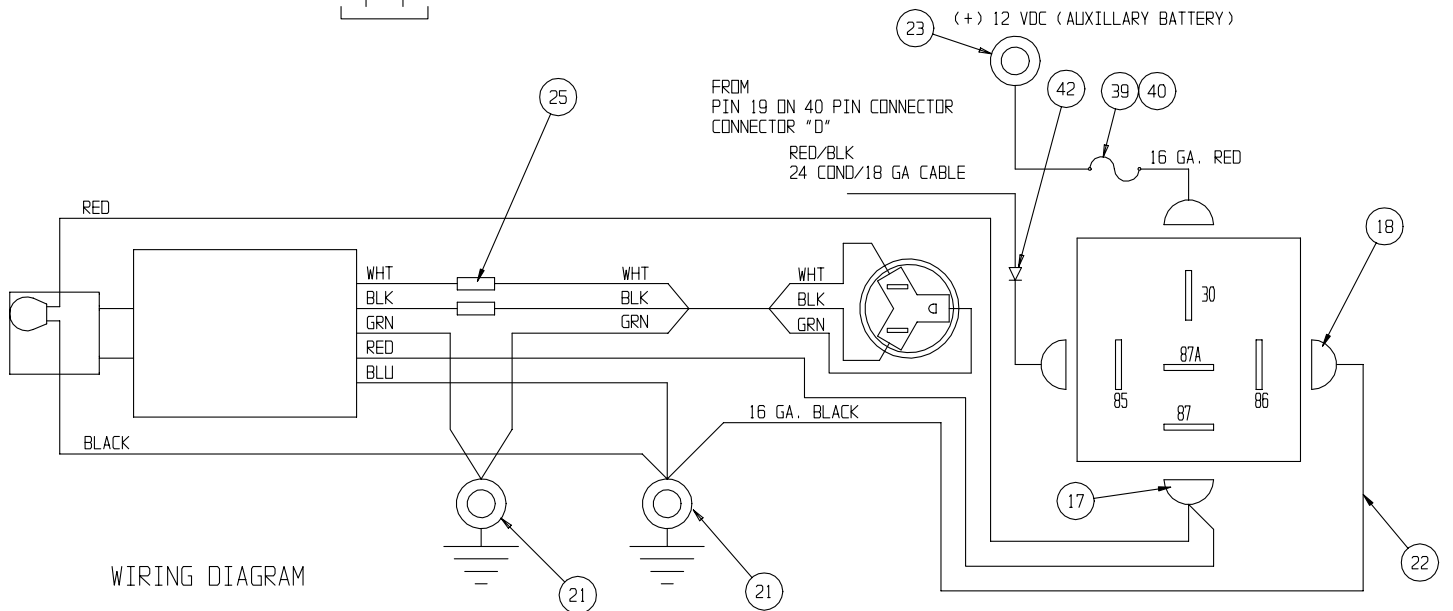 (+) 12 VDC (AUXILLARY BATTERY)
23
FROM
PIN 19 ON 40 PIN CONNECTOR
CONNECTOR "D"
42
39
40
25
RED/BLK
24 COND/18 GA CABLE
16 GA. RED
RED
18
WHT
WHT
WHT
BLK
BLK
BLK
GRN
GRN
GRN
RED
BLU
G
30
87A
85
86
87
16 GA. BLACK
BLACK
17
22
21
21
WIRING DIAGRAM